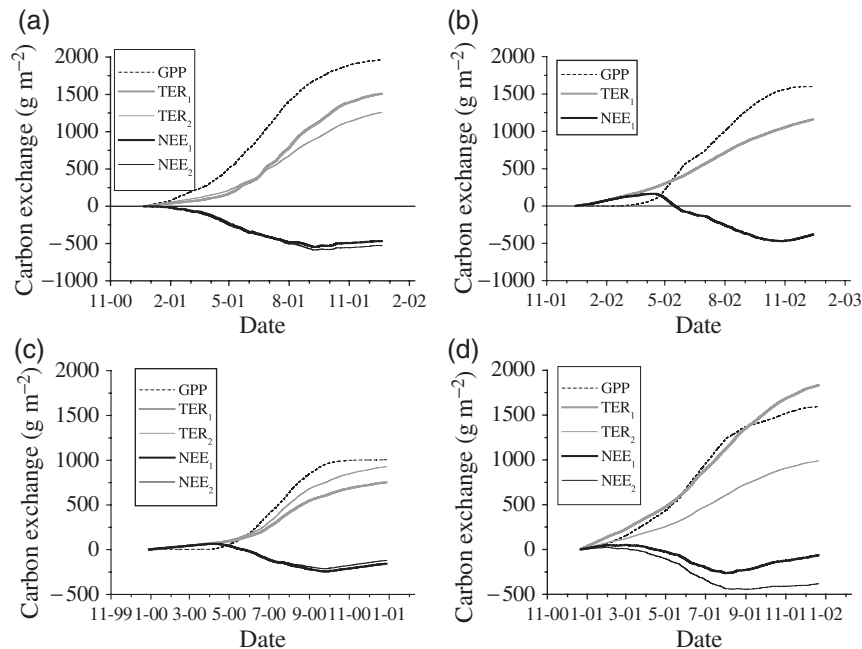 (a)
Carbon exchange (g m−2)
2000
1500
1000
500
0
−500
−1000
GPP
TER1
TER2
NEE1
NEE2
11-00 2-01 5-01 8-01 11-01 2-02
Date
(b)
Carbon exchange (g m−2)
2000
1500
1000
500
0
−500
−1000
GPP
TER1
NEE1
11-01 2-02 5-02 8-02 11-02 2-03
Date
(c)
Carbon exchange (g m−2)
2000
1500
1000
500
0
−500
GPP
TER1
TER2
NEE1
NEE2
11-99 1-00 3-00 5-00 7-00 9-00 11-00 1-01
Date
(d)
Carbon exchange (g m−2)
2000
1500
1000
500
0
−500
GPP
TER1
TER2
NEE1
NEE2
11-00 1-01 3-01 5-01 7-01 9-01 11-01 11-02
Date